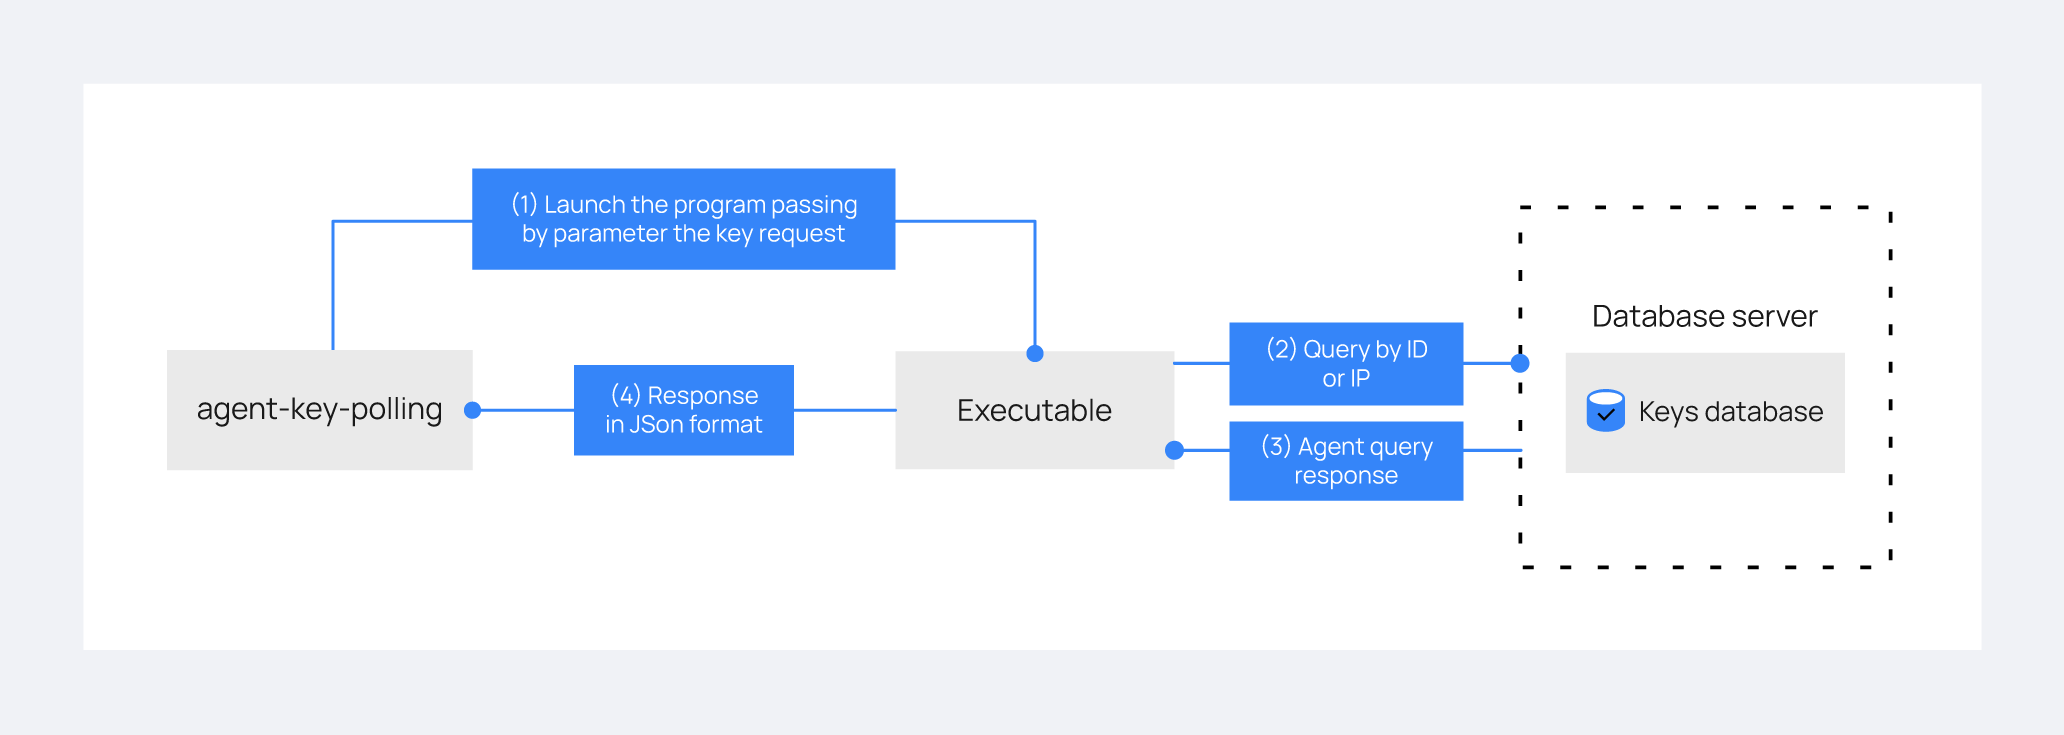 (1) Launch the program passing
by parameter the key request
agent-key-polling
(4) Response
in JSon format
Executable
(2) Query by ID
or IP
(3) Agent query
response
Database server
Keys database